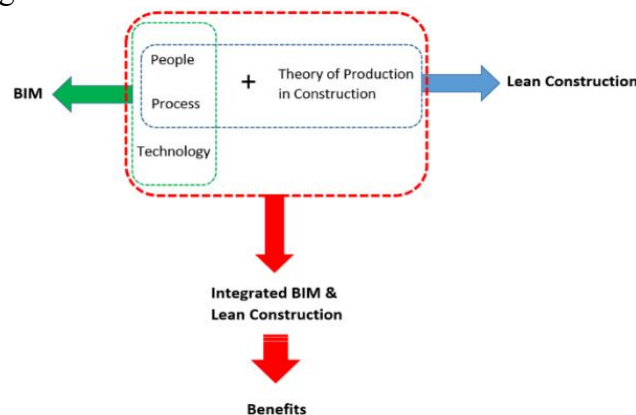 g
People
+ Theory of Production
in Construction
BIM
Lean Construction
Process
Technology
Integrated BIM &
Lean Construction
Benefits